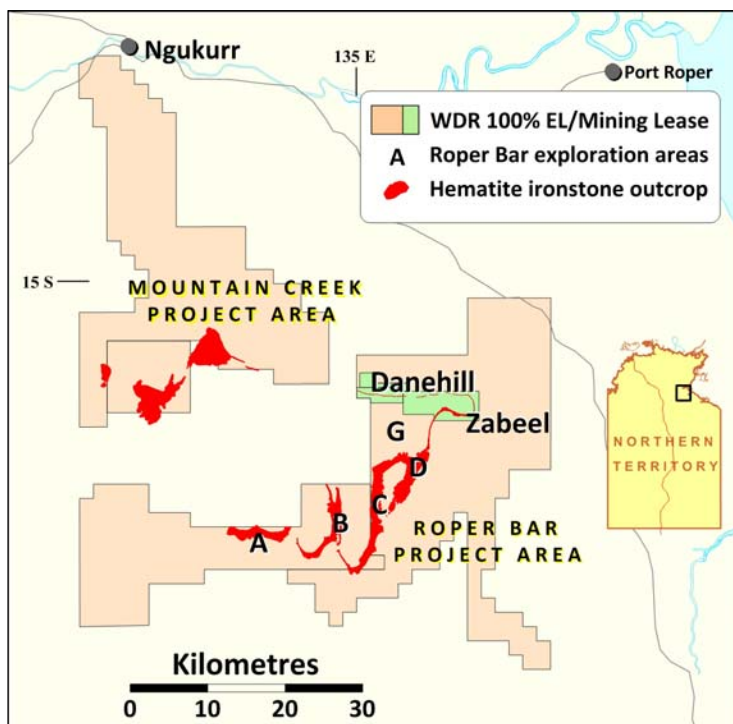 Ngukurr
135 E
Port Roper
WDR 100% EL/Mining Lease
A Roper Bar exploration areas
Hematite ironstone outcrop
15 S
MOUNTAIN CREEK
PROJECT AREA
Danehill
Zabeel
G
D
C
B
A
ROPER BAR
PROJECT AREA
NORTHERN
TERRITORY
Kilometres
0 10 20 30